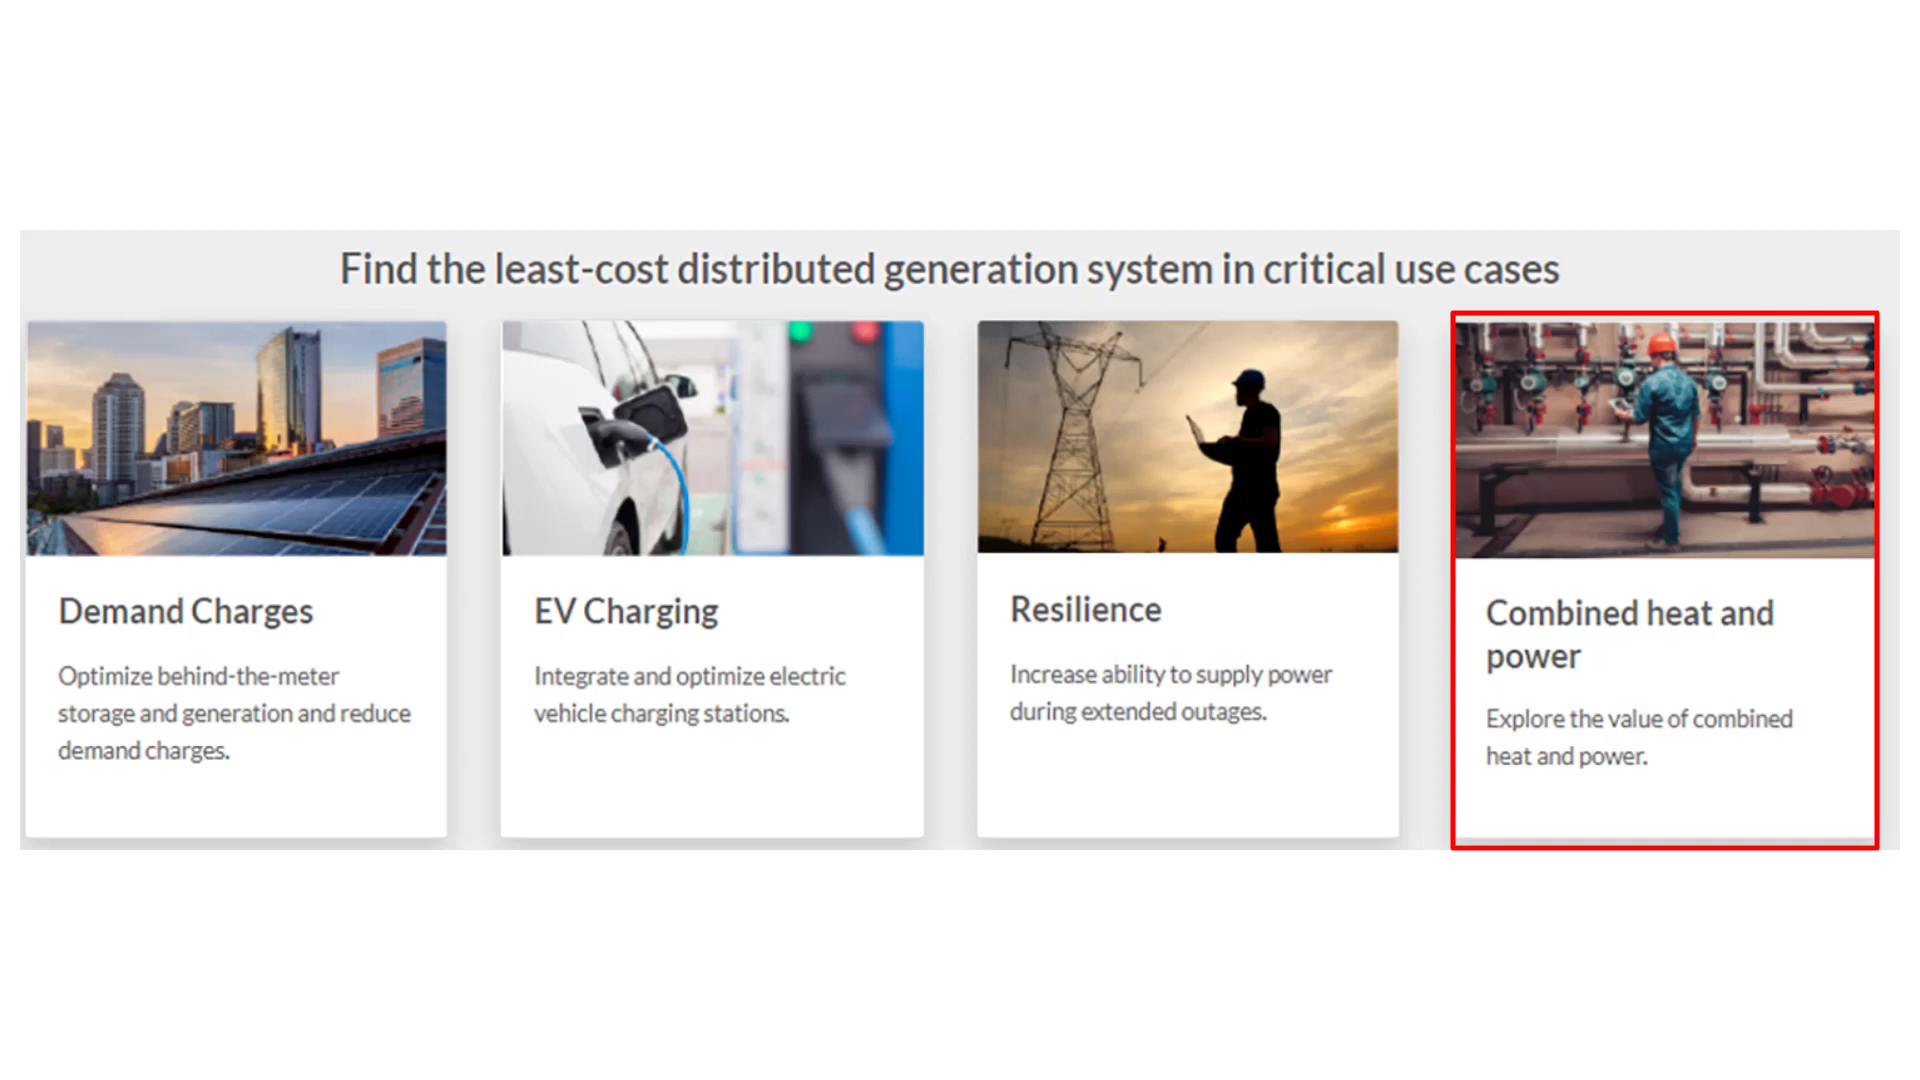 Find the least-cost distributed generation system in critical use cases
Demand Charges
Optimize behind-the-meter
storage and generation and reduce
demand charges.
EV Charging
Integrate and optimize electric
vehicle charging stations.
Resilience
Increase ability to supply power
during extended outages.
Combined heat and
power
Explore the value of combined
heat and power.